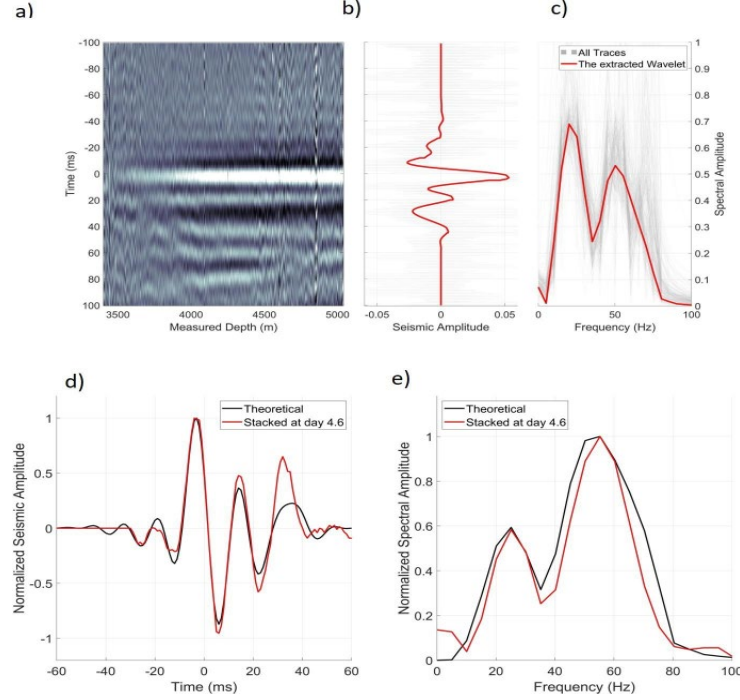 a)
-100
-80
-60
-40
-20
0
20
40
60
80
100
Time (ms)
3400 3500 4000 4500 5000
Measured Depth (m)
b)
-0.05 0 0.05
Seismic Amplitude
c)
All Traces
The extracted Wavelet
1
0.9
0.8
0.7
0.6
0.5
0.4
0.3
0.2
0.1
0
Spectral Amplitude
0 50 100
Frequency (Hz)
d)
Theoretical
Stacked at day 4.6
1
0.5
0
-0.5
-1
Normalized Seismic Amplitude
-60 -40 -20 0 20 40 60
Time (ms)
e)
Theoretical
Stacked at day 4.6
1
0.8
0.6
0.4
0.2
0
Normalized Spectral Amplitude
0 20 40 60 80 100
Frequency (Hz)